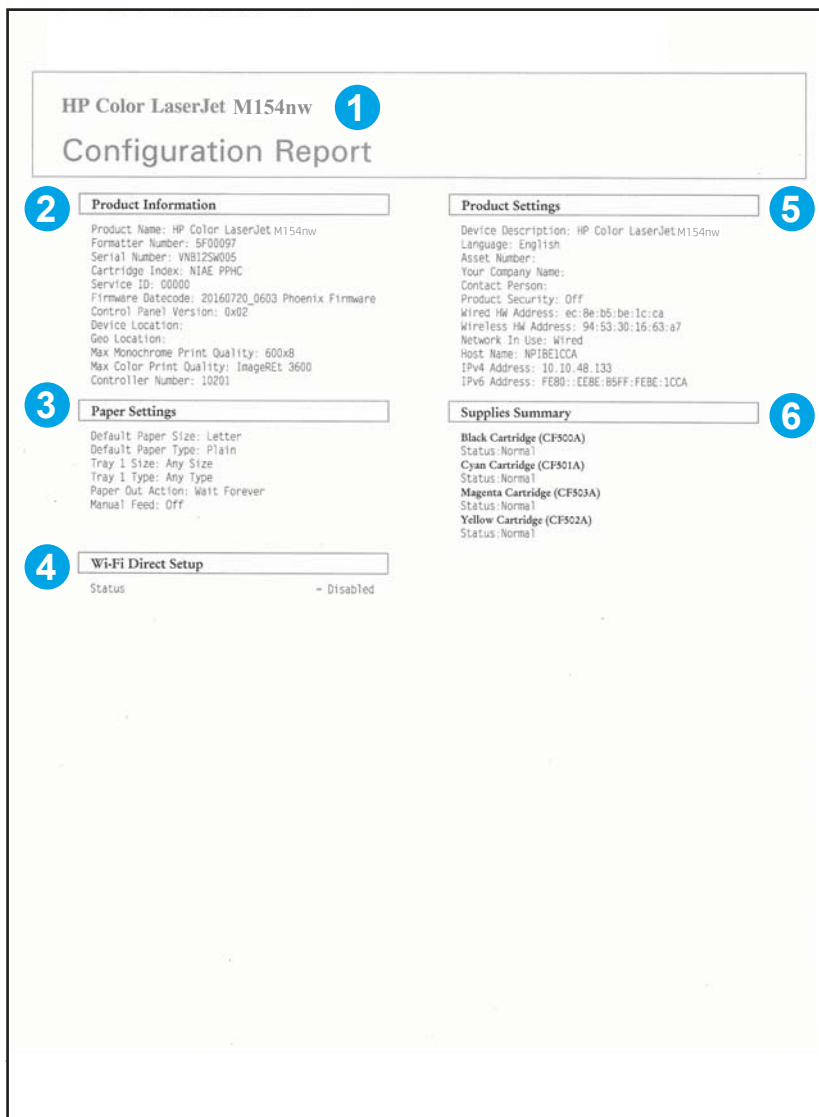 HP Color LaserJet M154nw
1
Configuration Report
2
Product Information
Product Name: HP Color LaserJet M154nw
Formatter Number: 5F00097
Serial Number: VNB12SW005
Cartridge Index: NIAE PPHC
Service ID: 00000
Firmware Datecode: 20160720_0603 Phoenix Firmware
Control Panel Version: 0x02
Device Location:
Geo Location:
Max Monochrome Print Quality: 600x8
Max Color Print Quality: ImageREt 3600
Controller Number: 10201
3
Paper Settings
Default Paper Size: Letter
Default Paper Type: Plain
Tray 1 Size: Any Size
Tray 1 Type: Any Type
Paper Out Action: Wait Forever
Manual Feed: Off
4
Wi-Fi Direct Setup
Status - Disabled
5
Product Settings
Device Description: HP Color LaserJet M154nw
Language: English
Asset Number:
Your Company Name:
Contact Person:
Product Security: Off
Wired HW Address: ec:8e:b5:be:1c:ca
Wireless HW Address: 94:53:30:16:63:a7
Network In Use: Wired
Host Name: NPIBE1CCA
IPv4 Address: 10.10.48.133
IPv6 Address: FE80::EE8E:B5FF:FEBE:1CCA
6
Supplies Summary
Black Cartridge (CF500A)
Status:Normal
Cyan Cartridge (CF501A)
Status:Normal
Magenta Cartridge (CF503A)
Status:Normal
Yellow Cartridge (CF502A)
Status:Normal